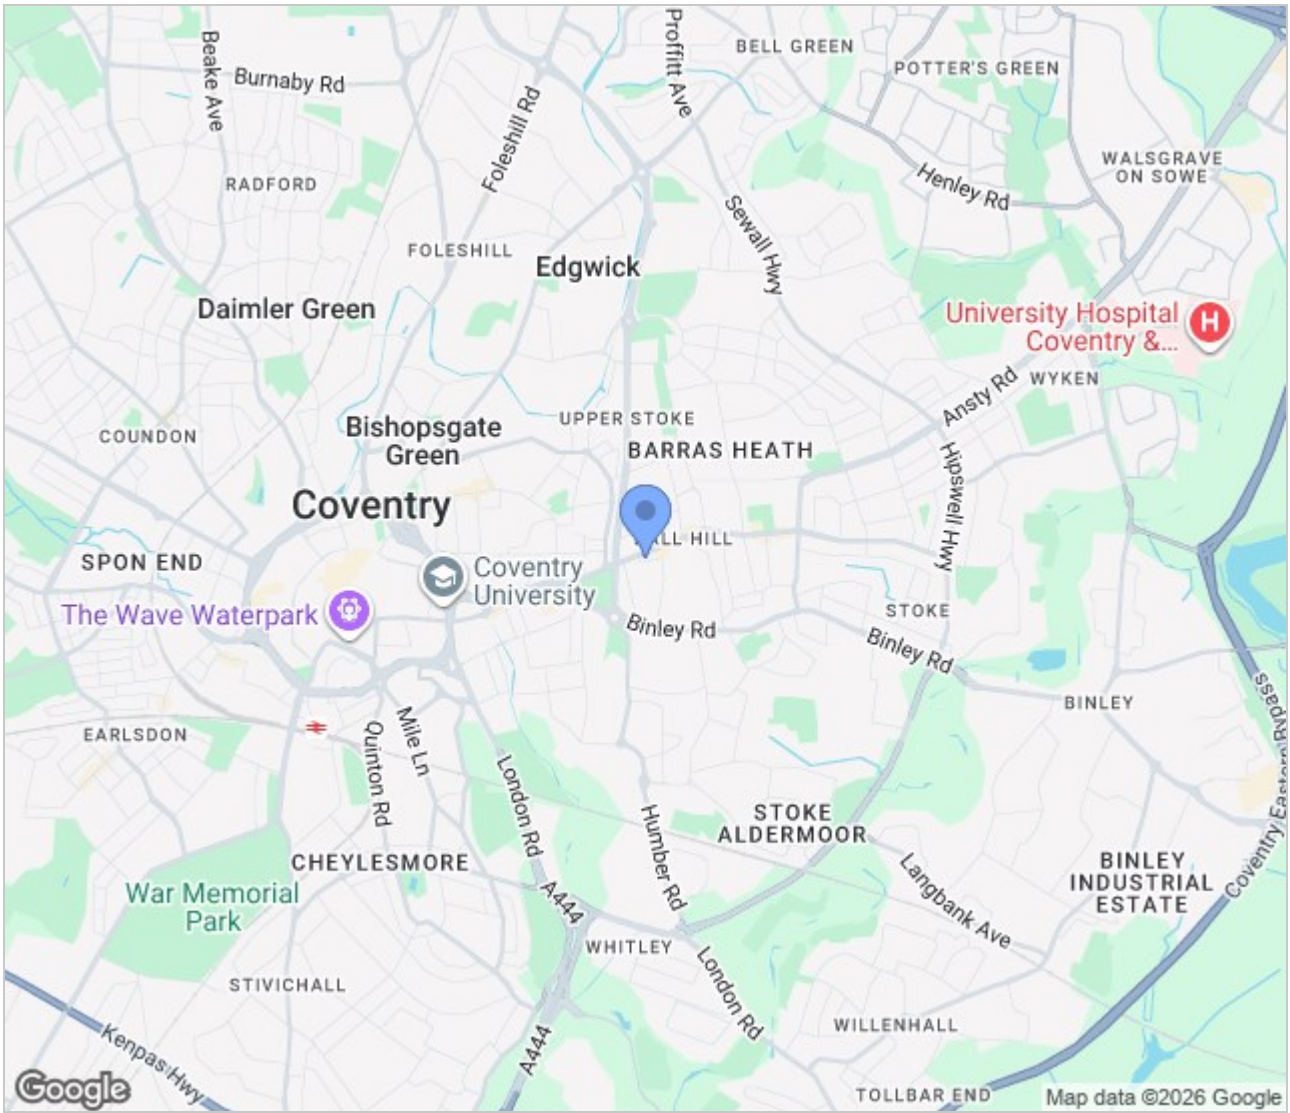 Beake Ave
Burnaby Rd
Foleshill Rd
Proffitt Ave
BELL GREEN
POTTER'S GREEN
WALSGRAVE
ON SOWE
Henley Rd
RADFORD
Sewall Hwy
FOLESHILL
Edgwick
Daimler Green
University Hospital
Coventry &...
H
WYKEN
Ansty Rd
UPPER STOKE
BARRAS HEATH
COUNDON
Bishopsgate
Green
Coventry
Hipswell Hwy
HILL
SPON END
Coventry
University
The Wave Waterpark
STOKE
Binley Rd
Binley Rd
BINLEY
EARLSDON
Mile Ln
Quinton Rd
London Rd
Coventry Eastern Bypass
Humber Rd
STOKE
ALDERMOOR
CHEYLESMORE
Langbank Ave
BINLEY
INDUSTRIAL
ESTATE
War Memorial
Park
A444
WHITLEY
London Rd
STIVICHALL
WILLENHALL
Kenpas Hwy
A444
TOLLBAR END
Google
Map data ©2026 Google